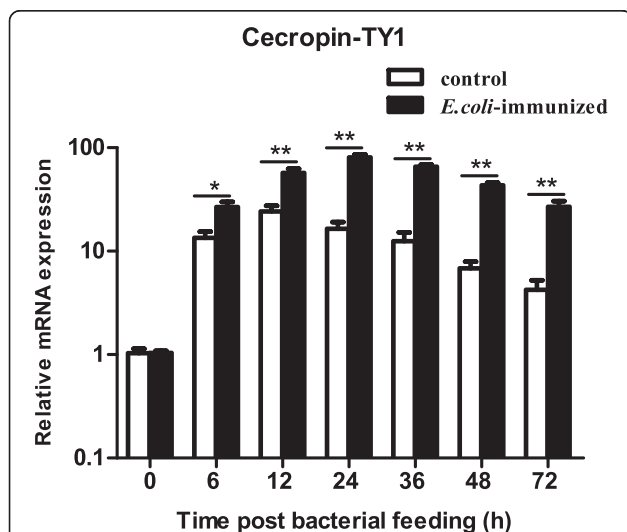 Cecropin-TY1
control
E.coli-immunized
** ** ** ** ** *
100
10
1
0.1
Relative mRNA expression
0 6 12 24 36 48 72
Time post bacterial feeding (h)